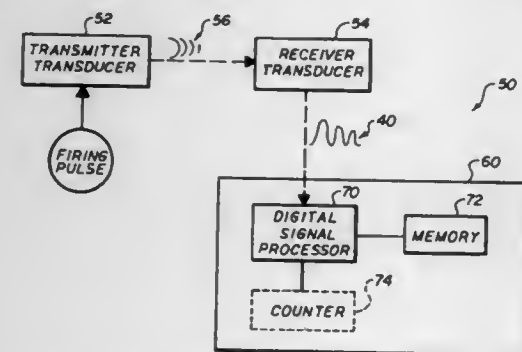 52
56
54
TRANSMITTER
TRANSDUCER
RECEIVER
TRANSDUCER
50
40
FIRING
PULSE
60
70
72
DIGITAL
SIGNAL
PROCESSOR
MEMORY
74
COUNTER